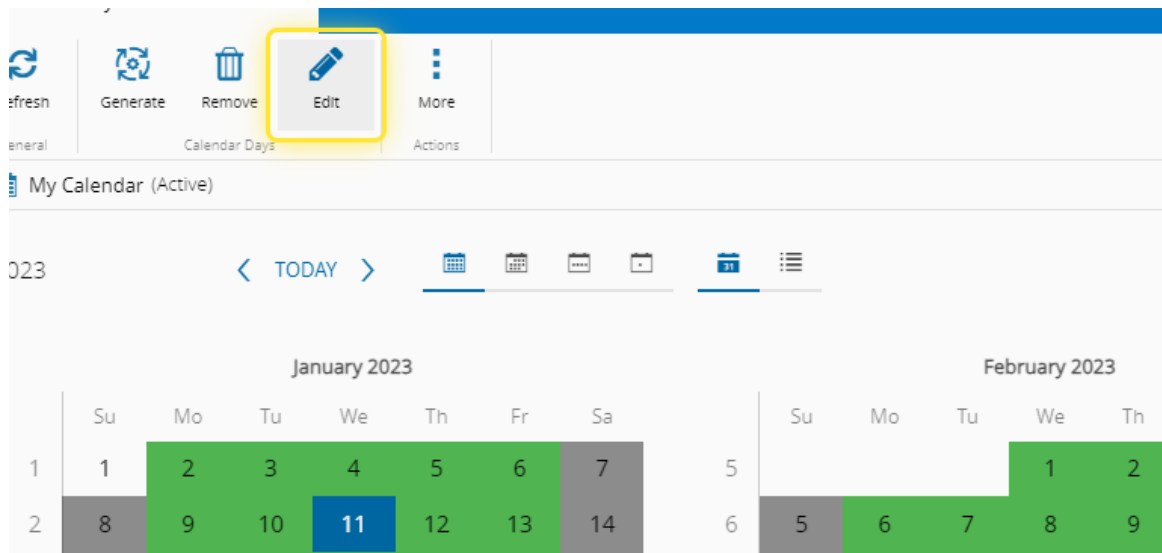 efresh Generate Remove Edit More
eneral Calendar Days Actions
My Calendar (Active)
023 TODAY 31
January 2023 February 2023
Su Mo Tu We Th Fr Sa Su Mo Tu We Th
1 1 2 3 4 5 6 7 5 1 2
2 8 9 10 11 12 13 14 6 5 6 7 8 9